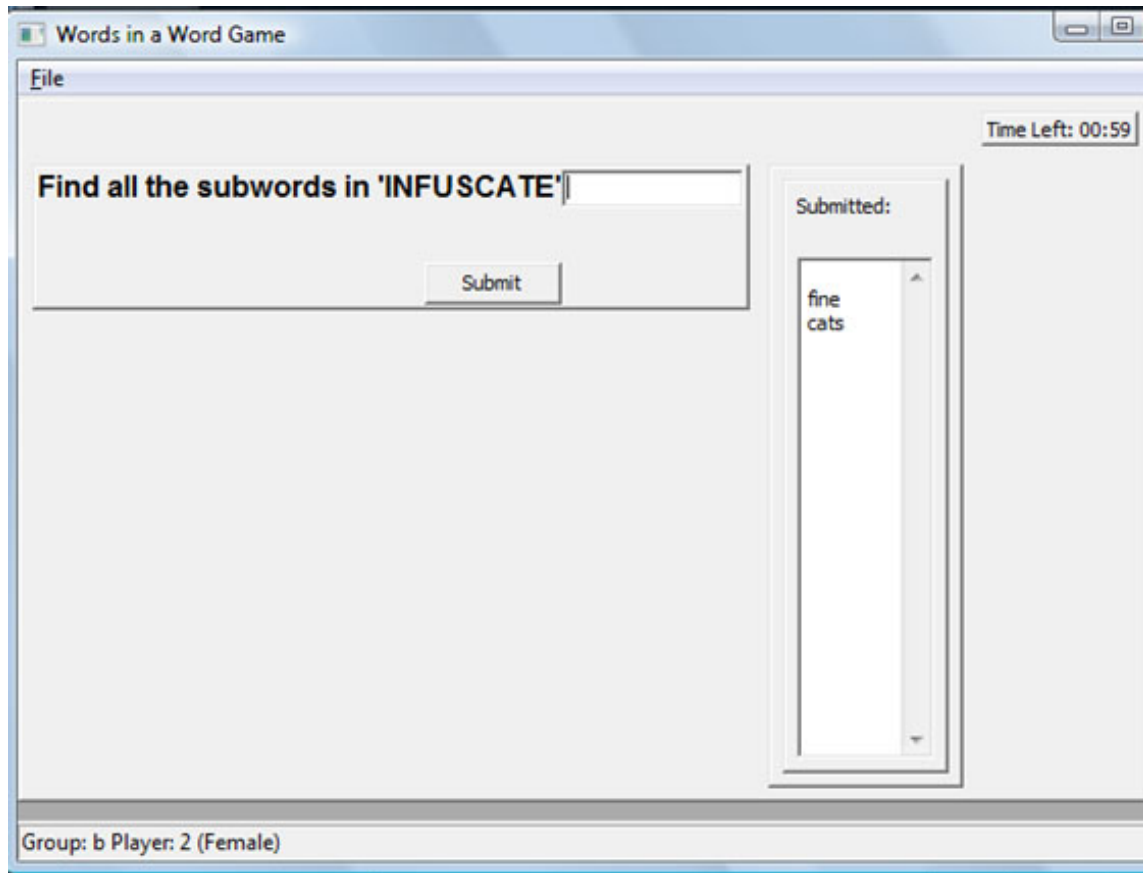 Words in a Word Game
File
Time Left: 00:59
Find all the subwords in 'INFUSCATE'
Submit
Submitted:
fine
cats
Group: b Player: 2 (Female)